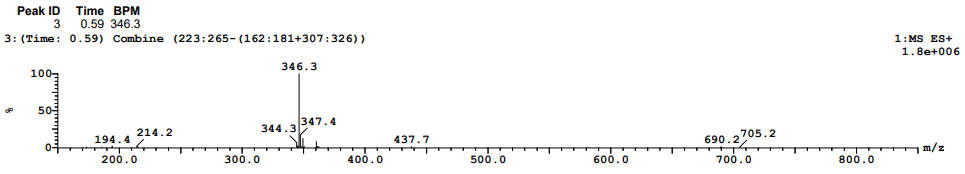 Peak ID Time BPM
3 0.59 346.3
3:(Time: 0.59) Combine (223:265-(162:181+307:326)) 1:MS ES+
1.8e+006
346.3
100
%
50
344.3 347.4
194.4 214.2 437.7 690.2 705.2
0
m/z
200.0 300.0 400.0 500.0 600.0 700.0 800.0